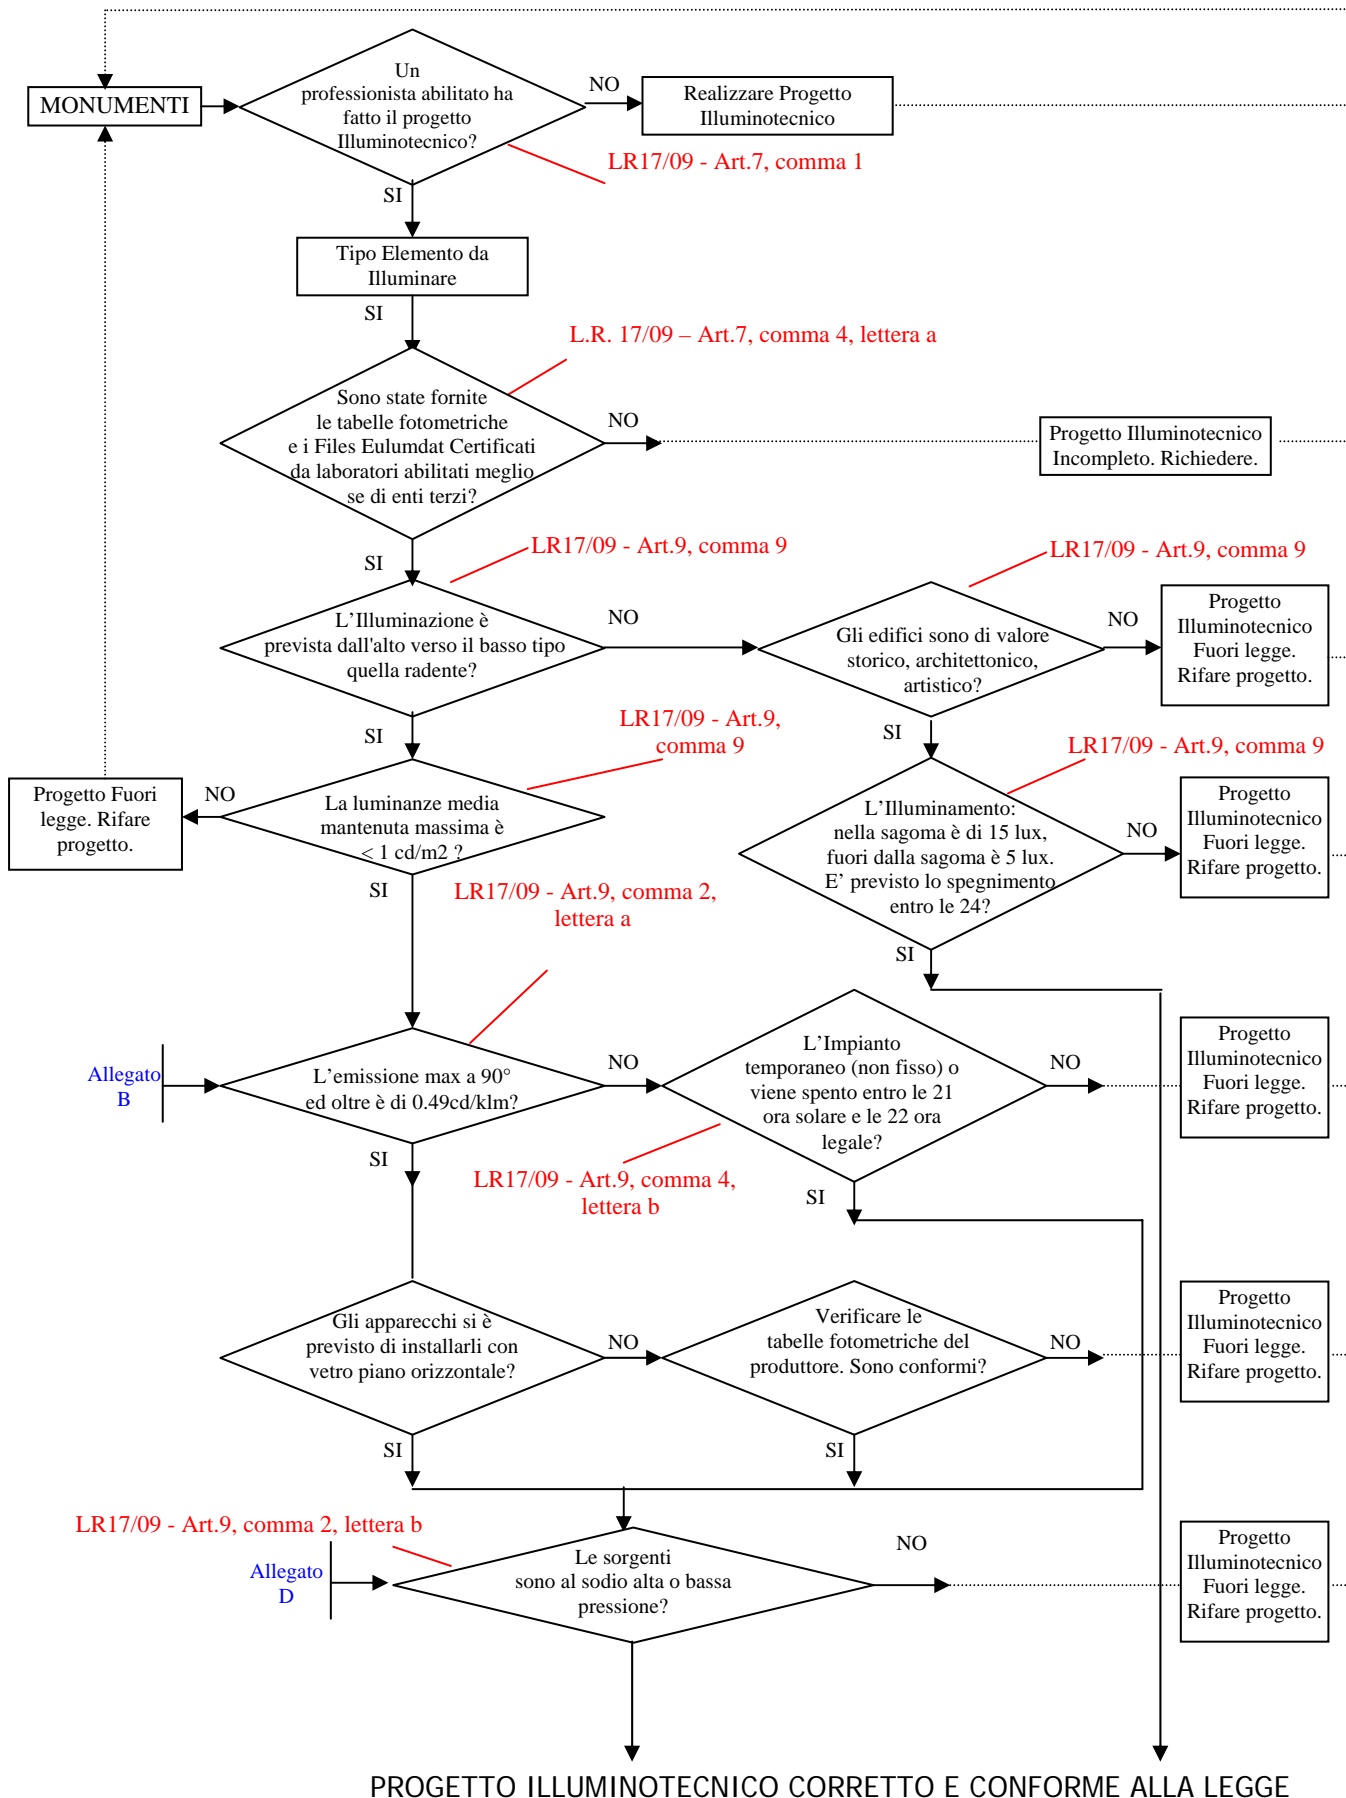 Un
professionista abilitato ha
fatto il progetto
Illuminotecnico?
MONUMENTI
NO
Realizzare Progetto
Illuminotecnico
LR17/09 - Art.7, comma 1
SI
Tipo Elemento da
Illuminare
SI
L.R. 17/09 – Art.7, comma 4, lettera a
Sono state fornite
le tabelle fotometriche
e i Files Eulumdat Certificati
da laboratori abilitati meglio
se di enti terzi?
NO
Progetto Illuminotecnico
Incompleto. Richiedere.
SI
LR17/09 - Art.9, comma 9
LR17/09 - Art.9, comma 9
L'Illuminazione è
prevista dall'alto verso il basso tipo
quella radente?
NO
Gli edifici sono di valore
storico, architettonico,
artistico?
NO
Progetto
Illuminotecnico
Fuori legge.
Rifare progetto.
SI
LR17/09 - Art.9,
comma 9
SI
LR17/09 - Art.9, comma 9
Progetto Fuori
legge. Rifare
progetto.
NO
La luminanze media
mantenuta massima è
< 1 cd/m2 ?
L'Illuminamento:
nella sagoma è di 15 lux,
fuori dalla sagoma è 5 lux.
E' previsto lo spegnimento
entro le 24?
NO
Progetto
Illuminotecnico
Fuori legge.
Rifare progetto.
SI
LR17/09 - Art.9, comma 2,
lettera a
SI
Allegato
B
L'emissione max a 90°
ed oltre è di 0.49cd/klm?
NO
L'Impianto
temporaneo (non fisso) o
viene spento entro le 21
ora solare e le 22 ora
legale?
NO
Progetto
Illuminotecnico
Fuori legge.
Rifare progetto.
SI
LR17/09 - Art.9, comma 4,
lettera b
SI
Gli apparecchi si è
previsto di installarli con
vetro piano orizzontale?
NO
Verificare le
tabelle fotometriche del
produttore. Sono conformi?
NO
Progetto
Illuminotecnico
Fuori legge.
Rifare progetto.
SI
SI
LR17/09 - Art.9, comma 2, lettera b
Allegato
D
Le sorgenti
sono al sodio alta o bassa
pressione?
NO
Progetto
Illuminotecnico
Fuori legge.
Rifare progetto.
PROGETTO ILLUMINOTECNICO CORRETTO E CONFORME ALLA LEGGE